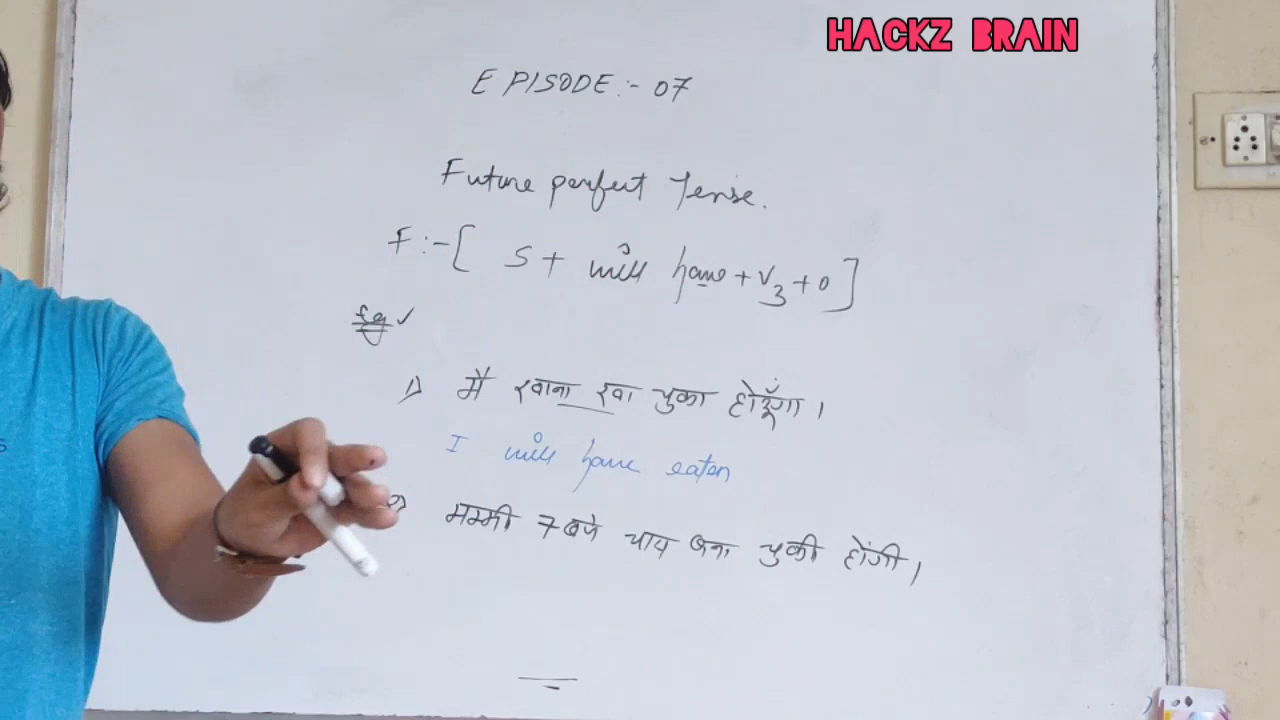 HACKZ BRAIN
EPISODE:- 07
Future perfect Tense.
F:-[ S+ will have + V3 + O ]
Eg ✓
1) मै खाना खा चुका होऊँगा।
I will have eaten
2) मम्मी 7 बजे चाय बना चुकी होंगी।